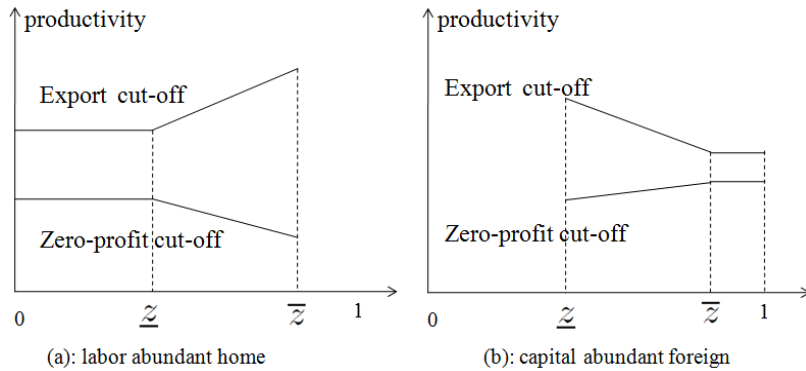 productivity
Export cut-off
Zero-profit cut-off
0
z
z̅
1
(a): labor abundant home
productivity
Export cut-off
Zero-profit cut-off
0
z
z̅
1
(b): capital abundant foreign